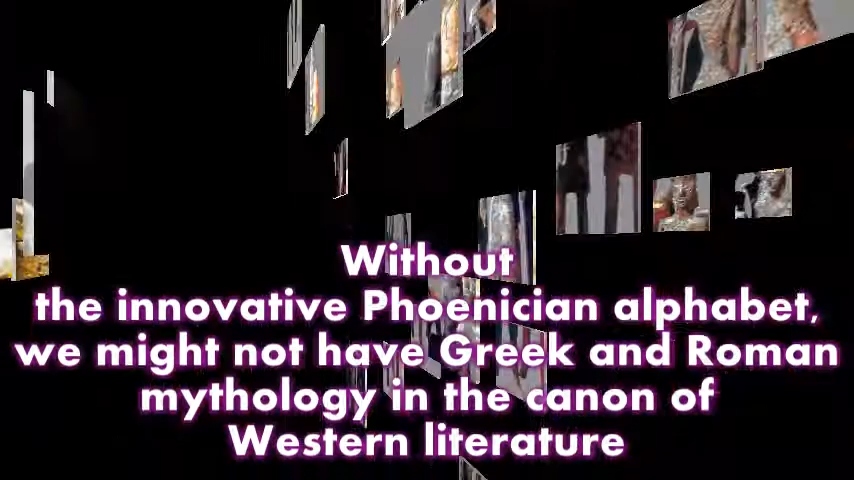 Without
the innovative Phoenician alphabet,
we might not have Greek and Roman
mythology in the canon of
Western literature